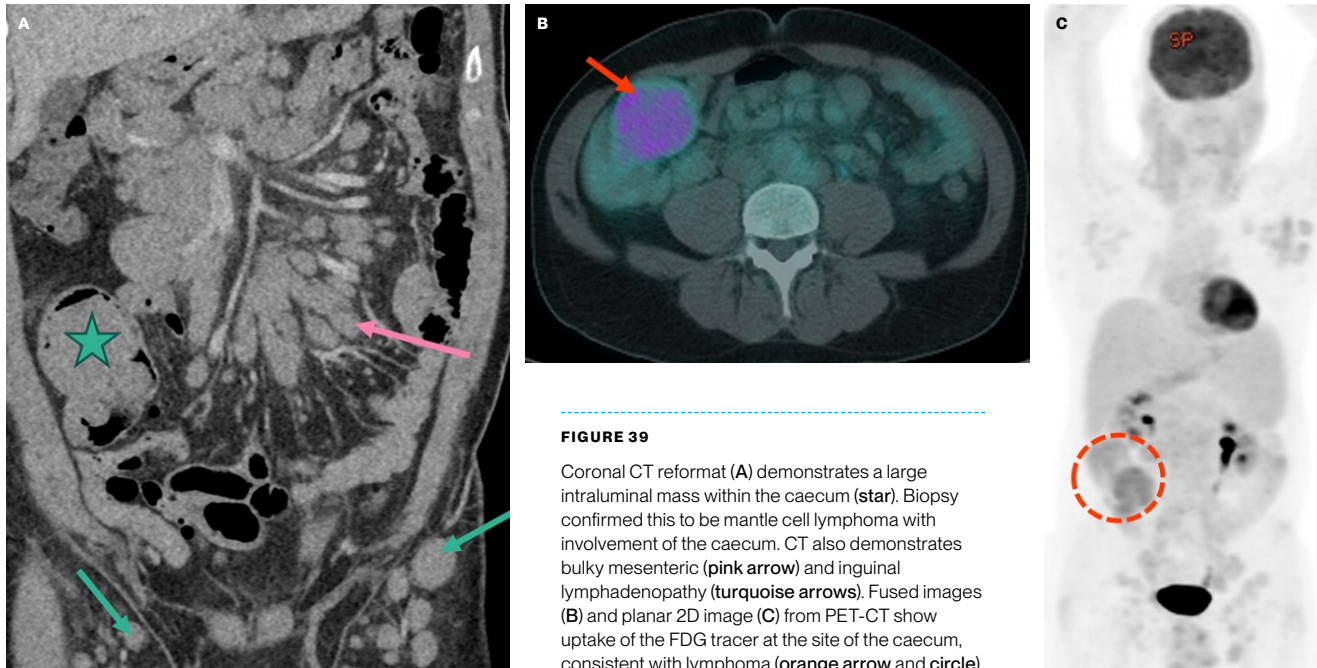 A
B
C
SP
FIGURE 39
Coronal CT reformat (A) demonstrates a large
intraluminal mass within the caecum (star). Biopsy
confirmed this to be mantle cell lymphoma with
involvement of the caecum. CT also demonstrates
bulky mesenteric (pink arrow) and inguinal
lymphadenopathy (turquoise arrows). Fused images
(B) and planar 2D image (C) from PET-CT show
uptake of the FDG tracer at the site of the caecum,
consistent with lymphoma (orange arrow and circle)